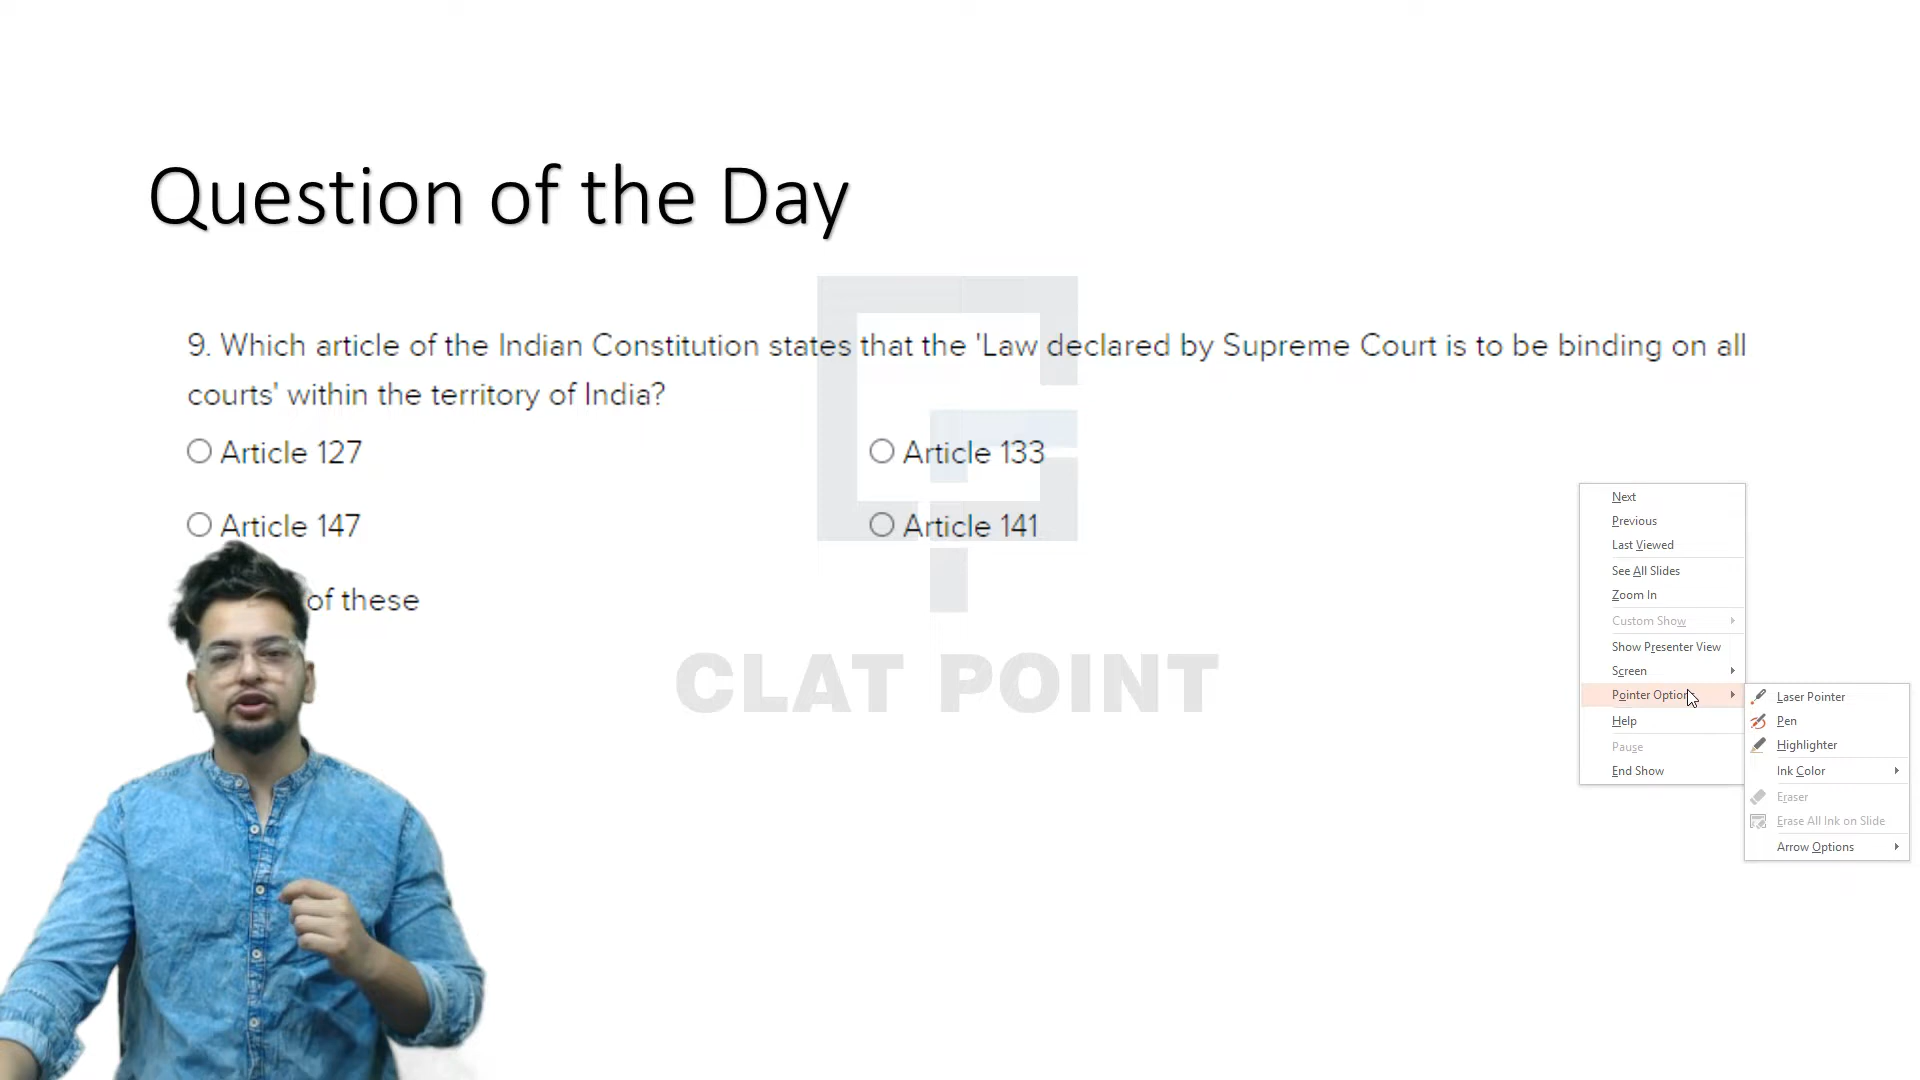 Question of the Day
9. Which article of the Indian Constitution states that the 'Law declared by Supreme Court is to be binding on all
courts' within the territory of India?
Article 127
Article 133
Article 147
Article 141
of these
CLAT POINT
Next
Previous
Last Viewed
See All Slides
Zoom In
Custom Show
Show Presenter View
Screen
Pointer Option
Help
Pause
End Show
Laser Pointer
Pen
Highlighter
Ink Color
Eraser
Erase All Ink on Slide
Arrow Options